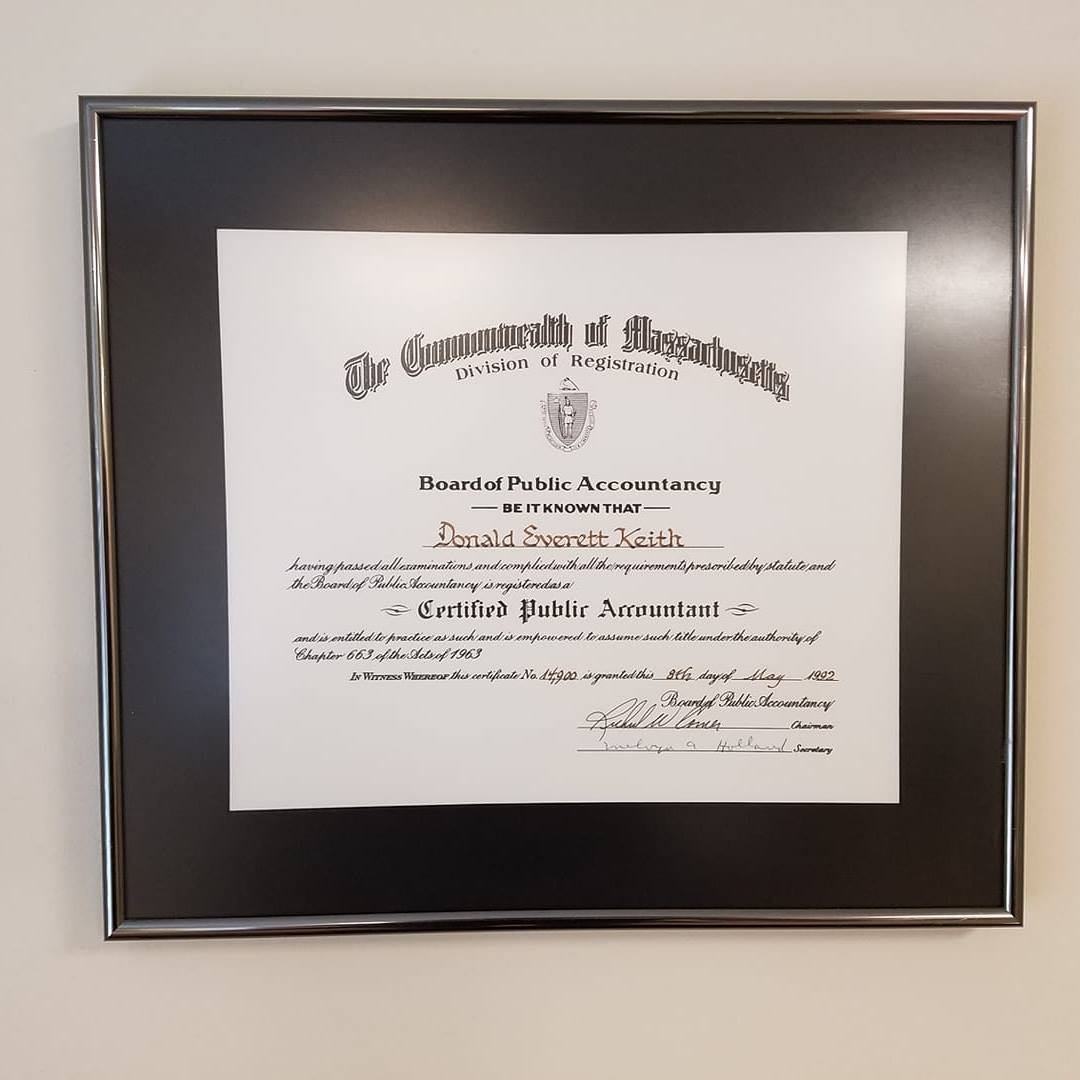 The Commonwealth of Massachusetts
Division of Registration
Board of Public Accountancy
BE IT KNOWN THAT
Donald Everett Keith
having passed all examinations and complied with all the requirements prescribed by statute and
the Board of Public Accountancy is registered as a
Certified Public Accountant
and is entitled to practice as such and is empowered to assume such title under the authority of
Chapter 663 of the Acts of 1963
IN WITNESS WHEREOF this certificate No. 14900 is granted this 8th day of May 1992
Board of Public Accountancy
Chairman
Holland Secretary